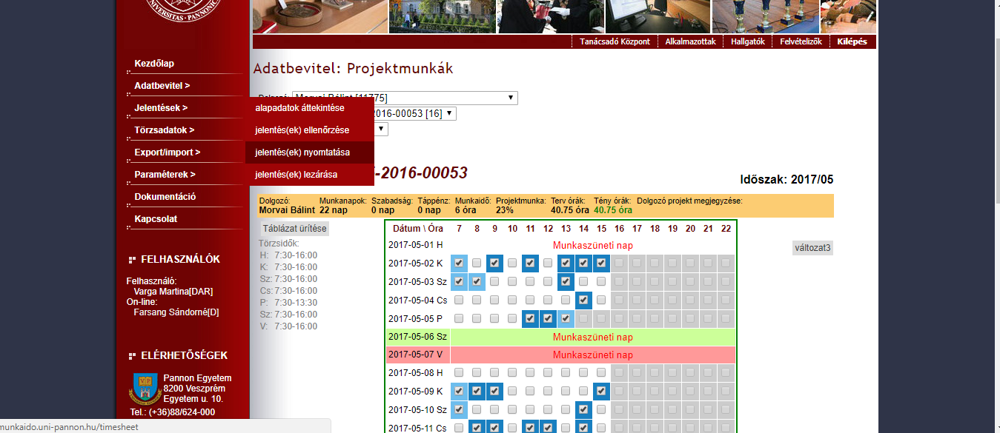 UNIVERSITAS · PANNONIC
Tanácsadó Központ Alkalmazottak Hallgatók Felvételizők Kilépés
Kezdőlap
Adatbevitel >
Jelentések >
Törzsadatok >
Export/import >
Paraméterek >
Dokumentáció
Kapcsolat
alapadatok áttekintése
jelentés(ek) ellenőrzése
jelentés(ek) nyomtatása
jelentés(ek) lezárása
FELHASZNÁLÓK
Felhasználó:
Varga Martina[DAR]
On-line:
Farsang Sándorné[D]
ELÉRHETŐSÉGEK
Pannon Egyetem
8200 Veszprém
Egyetem u. 10.
Tel.: (+36)88/624-000
munkaido.uni-pannon.hu/timesheet
Adatbevitel: Projektmunkák
Dolgozó: Morvai Bálint [11775]
2016-00053 [16]
-2016-00053
Időszak: 2017/05
Dolgozó: Munkanapok: Szabadság: Táppénz: Munkaidő: Projektmunka: Terv órák: Tény órák: Dolgozó projekt megjegyzése:
Morvai Bálint 22 nap 0 nap 0 nap 6 óra 23% 40.75 óra 40.75 óra
Táblázat ürítése
Törzsidők:
H: 7:30-16:00
K: 7:30-16:00
Sz: 7:30-16:00
Cs: 7:30-16:00
P: 7:30-13:30
Sz: 7:30-16:00
V: 7:30-16:00
Dátum \ Óra 7 8 9 10 11 12 13 14 15 16 17 18 19 20 21 22
2017-05-01 H Munkaszüneti nap
2017-05-02 K
2017-05-03 Sz
2017-05-04 Cs
2017-05-05 P
2017-05-06 Sz Munkaszüneti nap
2017-05-07 V Munkaszüneti nap
2017-05-08 H
2017-05-09 K
2017-05-10 Sz
2017-05-11 Cs
változat3